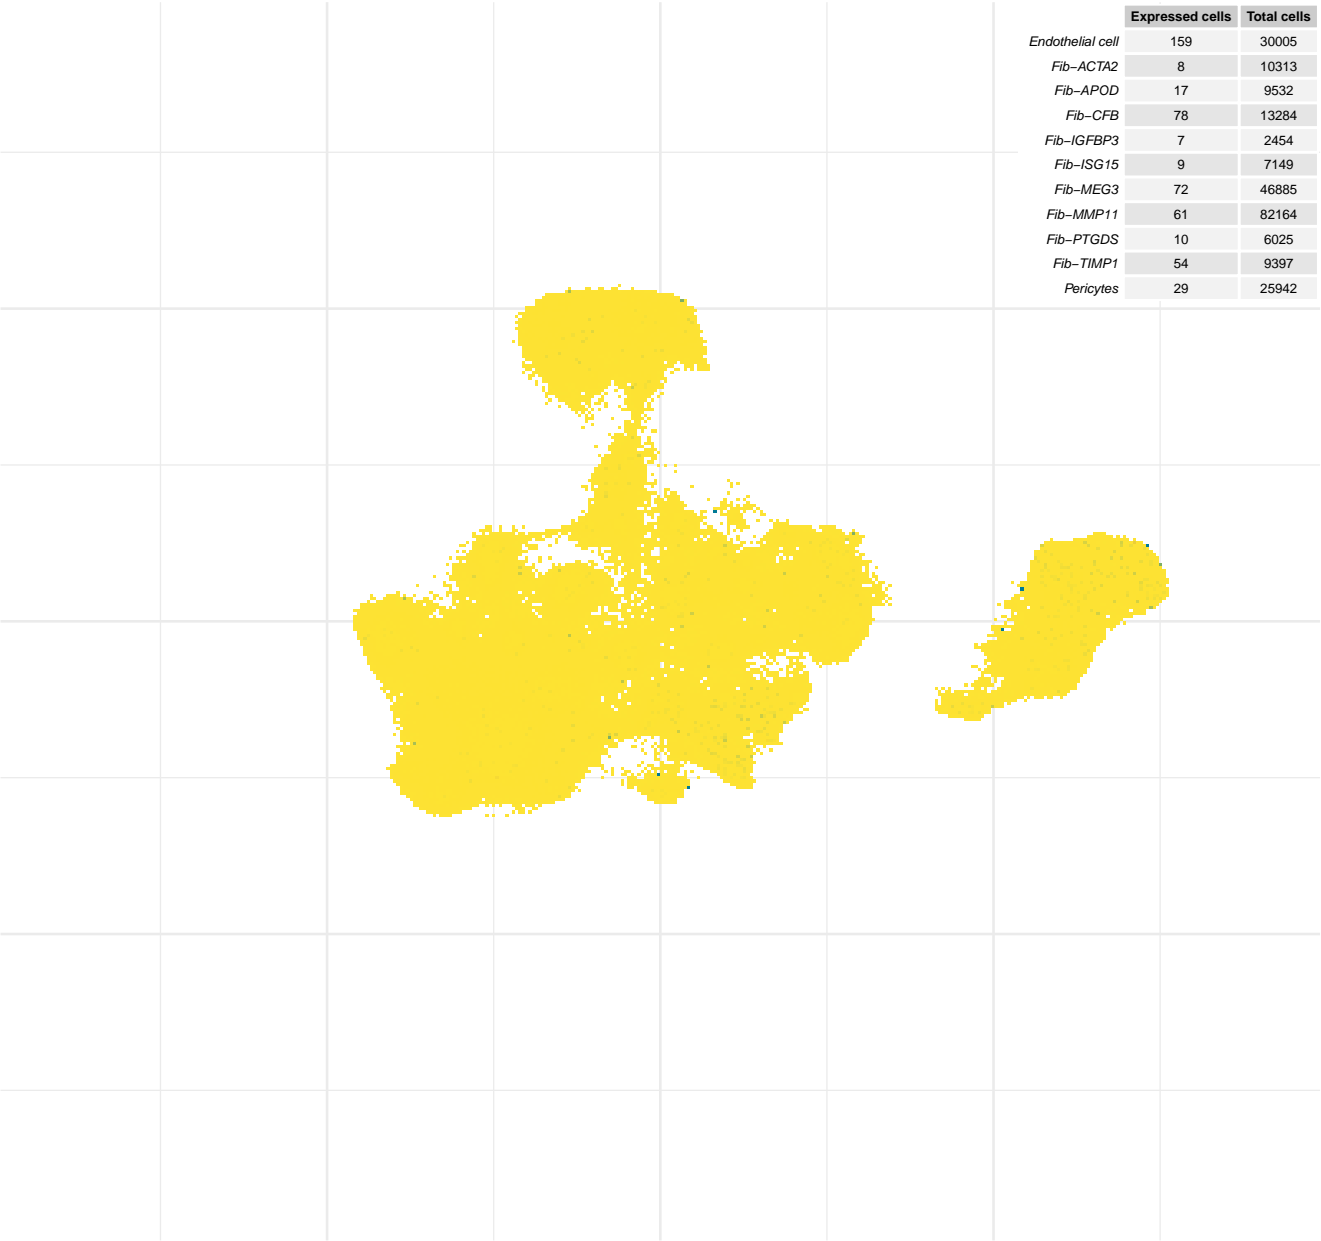 Expressed cells Total cells
Endothelial cell 159 30005
Fib−ACTA2 8 10313
Fib−APOD 17 9532
Fib−CFB 78 13284
Fib−IGFBP3 7 2454
Fib−ISG15 9 7149
Fib−MEG3 72 46885
Fib−MMP11 61 82164
Fib−PTGDS 10 6025
Fib−TIMP1 54 9397
Pericytes 29 25942